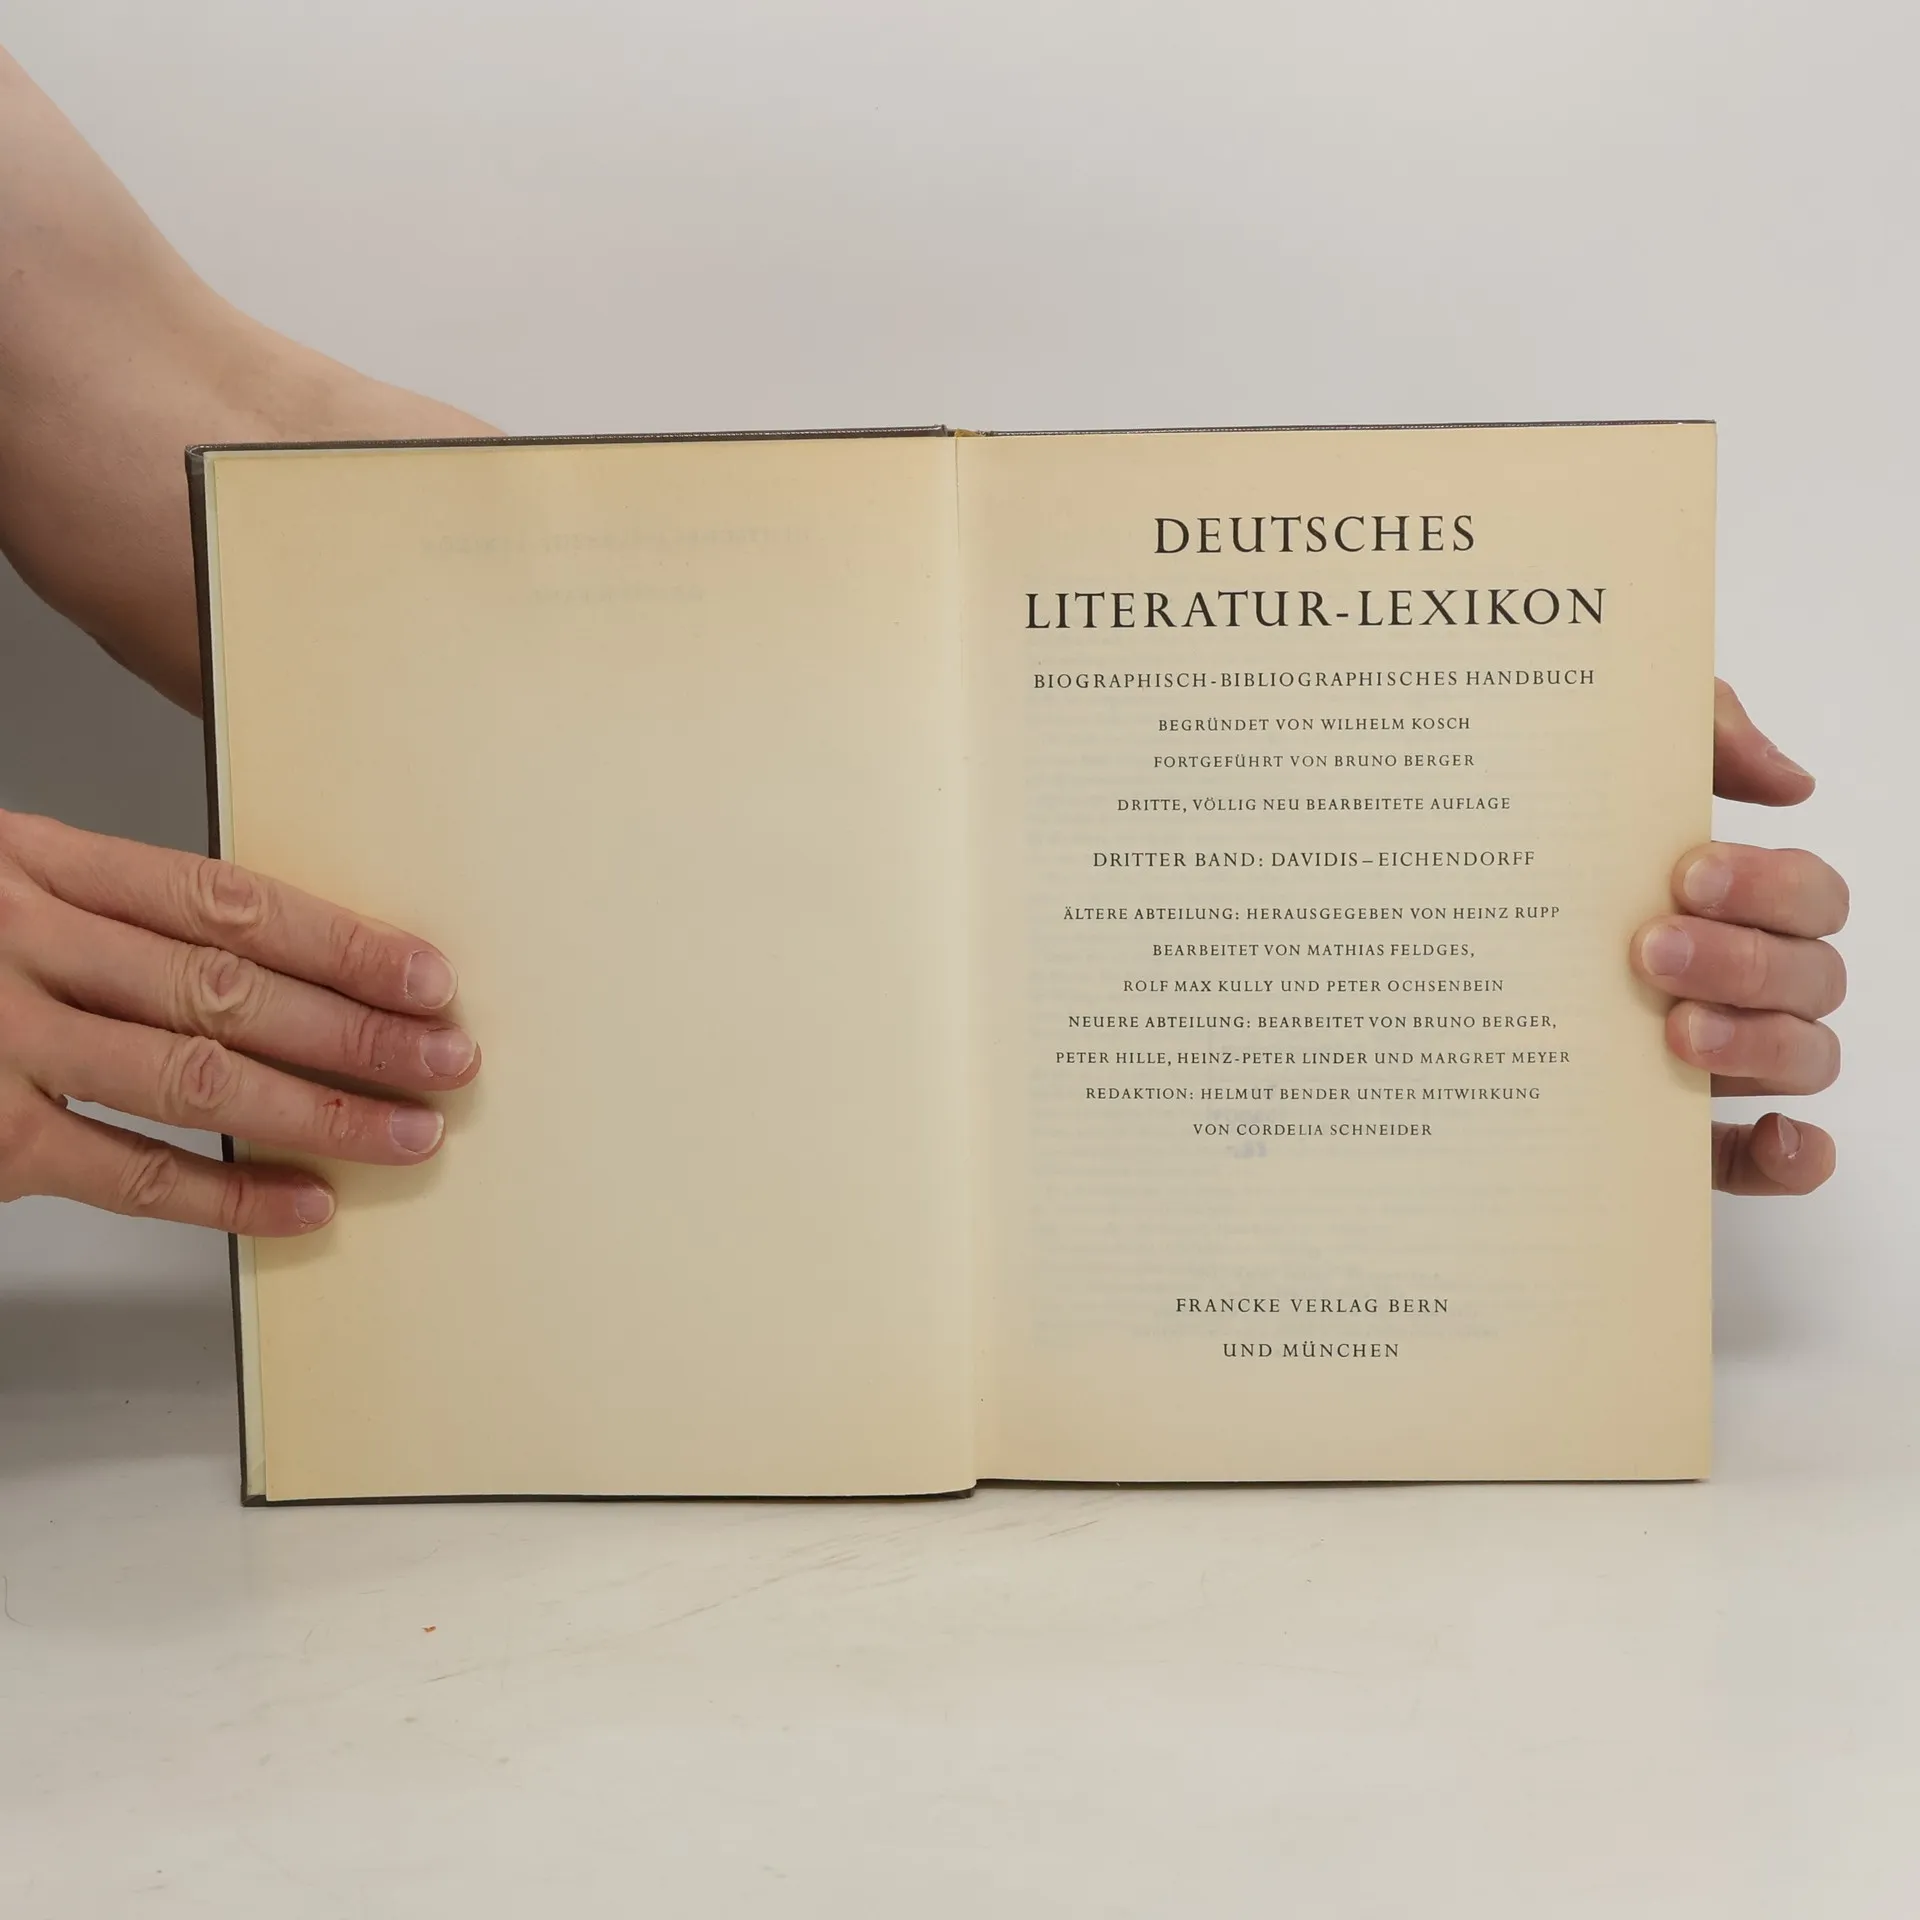 DEUTSCHES
LITERATUR-LEXIKON
BIOGRAPHISCH-BIBLIOGRAPHISCHES HANDBUCH
BEGRÜNDET VON WILHELM KOSCH
FORTGEFÜHRT VON BRUNO BERGER
DRITTE, VÖLLIG NEU BEARBEITETE AUFLAGE
DRITTER BAND: DAVIDIS–EICHENDORFF
ÄLTERE ABTEILUNG: HERAUSGEGEBEN VON HEINZ RUPP
BEARBEITET VON MATHIAS FELDGES,
ROLF MAX KULLY UND PETER OCHSENBEIN
NEUERE ABTEILUNG: BEARBEITET VON BRUNO BERGER,
PETER HILLE, HEINZ-PETER LINDER UND MARGRET MEYER
REDAKTION: HELMUT BENDER UNTER MITWIRKUNG
VON CORDELIA SCHNEIDER
FRANCKE VERLAG BERN
UND MÜNCHEN